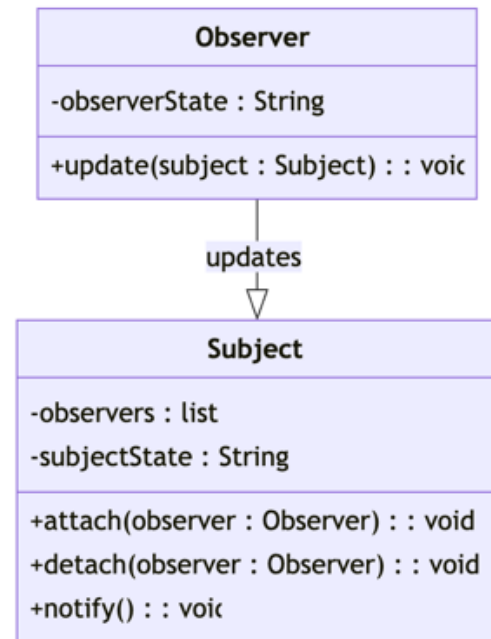 Observer
-observerState : String
+update(subject : Subject) : : voic
updates
Subject
-observers : list
-subjectState : String
+attach(observer : Observer) : : void
+detach(observer : Observer) : : void
+notify() : : voic